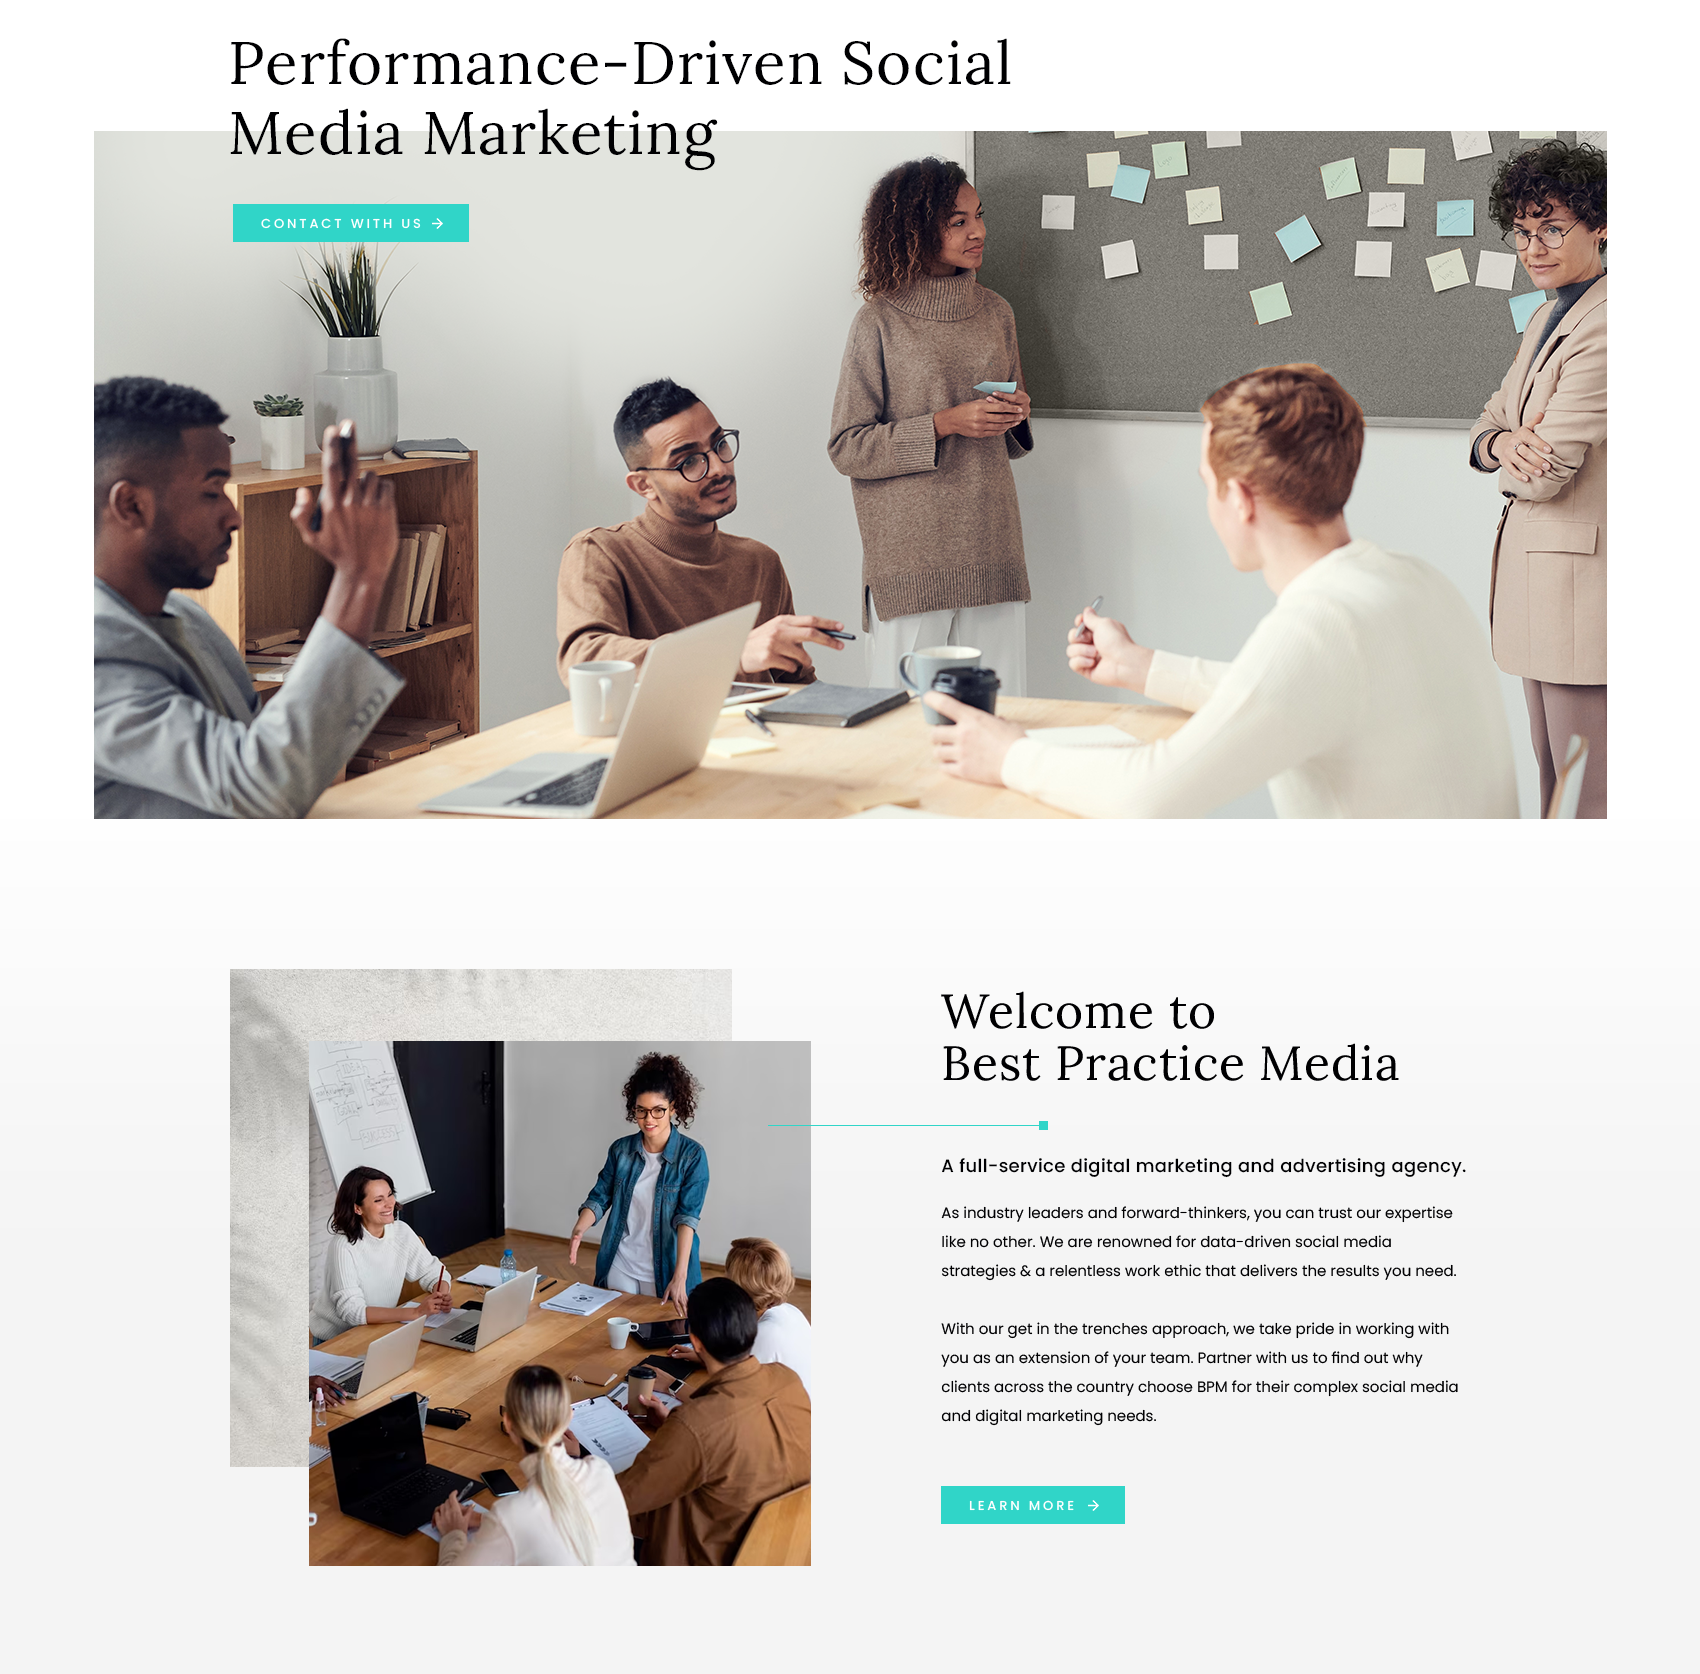 Performance-Driven Social
Media Marketing
CONTACT WITH US →
Welcome to
Best Practice Media
A full-service digital marketing and advertising agency.
As industry leaders and forward-thinkers, you can trust our expertise
like no other. We are renowned for data-driven social media
strategies & a relentless work ethic that delivers the results you need.
With our get in the trenches approach, we take pride in working with
you as an extension of your team. Partner with us to find out why
clients across the country choose BPM for their complex social media
and digital marketing needs.
LEARN MORE →